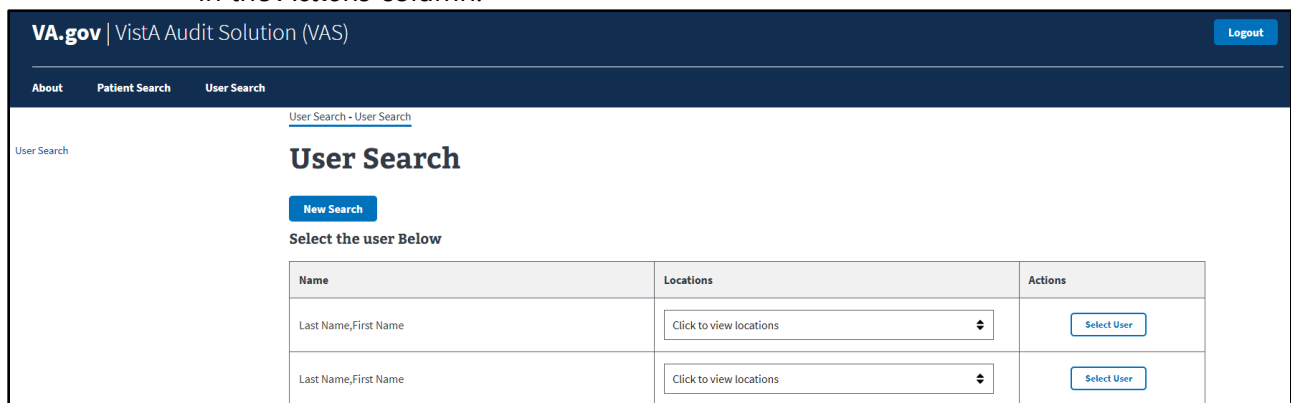 in the Actions column.
VA.gov | VistA Audit Solution (VAS)
Logout
About Patient Search User Search
User Search - User Search
User Search
User Search
New Search
Select the user Below
Name Locations Actions
Last Name,First Name Click to view locations Select User
Last Name,First Name Click to view locations Select User